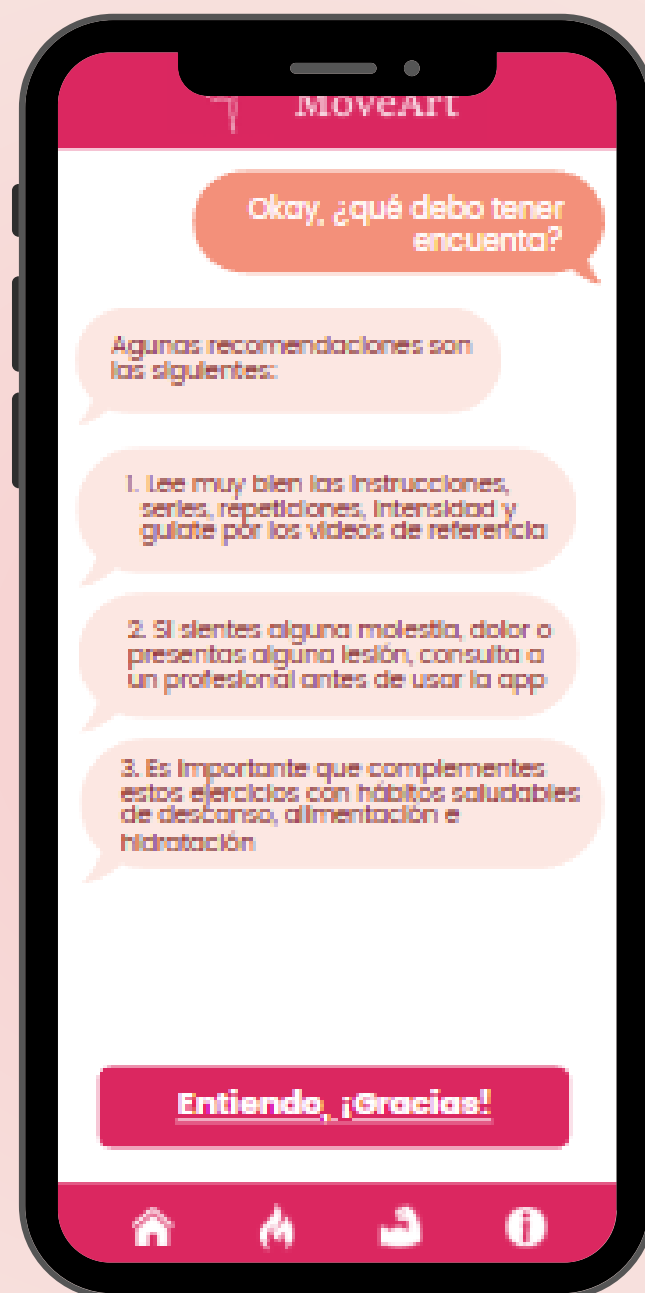 MoveArt
Okay, ¿qué debo tener
encuenta?
Agunas recomendaciones son
las siguientes:
1. Lee muy bien las instrucciones,
series, repeticiones, intensidad y
guiate por los videos de referencia
2. Si sientes alguna molestia, dolor o
presentas alguna lesión, consulta a
un profesional antes de usar la app
3. Es importante que complementes
estos ejercicios con hábitos saludables
de descanso, alimentación e
hidratación
Entiendo, ¡Gracias!